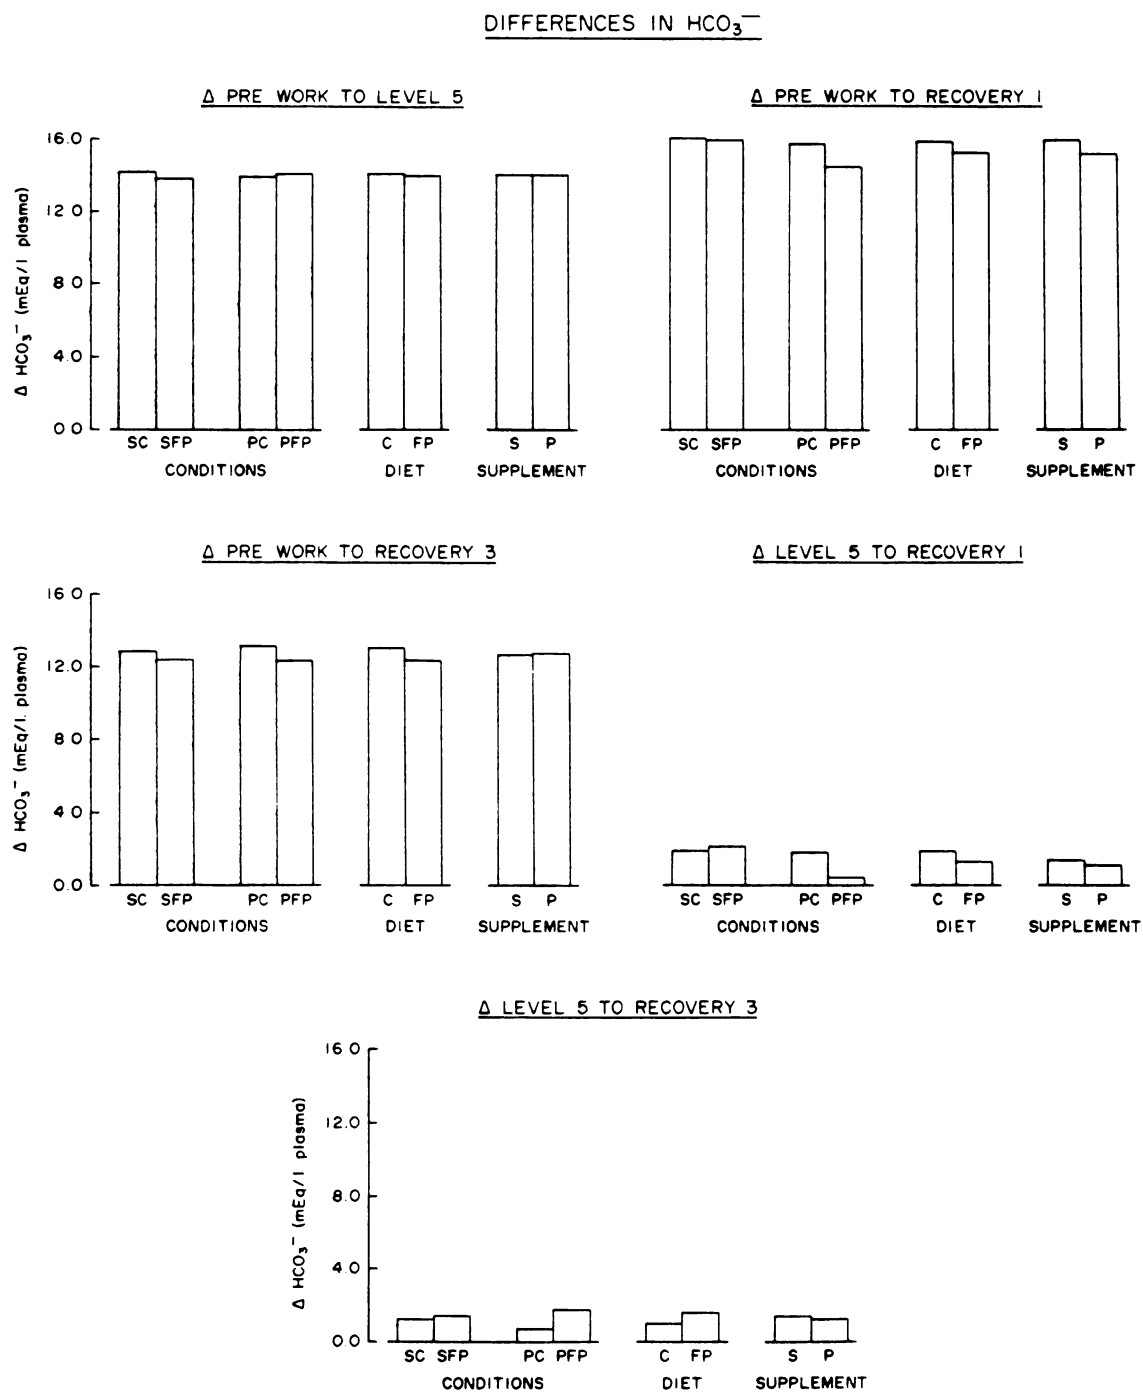 DIFFERENCES IN HCO₃⁻
Δ PRE WORK TO LEVEL 5
Δ HCO₃⁻ (mEq/l plasma)
16.0
12.0
8.0
4.0
0.0
SC SFP PC PFP C FP S P
CONDITIONS DIET SUPPLEMENT
Δ PRE WORK TO RECOVERY 1
SC SFP PC PFP C FP S P
CONDITIONS DIET SUPPLEMENT
Δ PRE WORK TO RECOVERY 3
Δ HCO₃⁻ (mEq/l. plasma)
16.0
12.0
8.0
4.0
0.0
SC SFP PC PFP C FP S P
CONDITIONS DIET SUPPLEMENT
Δ LEVEL 5 TO RECOVERY 1
SC SFP PC PFP C FP S P
CONDITIONS DIET SUPPLEMENT
Δ LEVEL 5 TO RECOVERY 3
Δ HCO₃⁻ (mEq/l plasma)
16.0
12.0
8.0
4.0
0.0
SC SFP PC PFP C FP S P
CONDITIONS DIET SUPPLEMENT